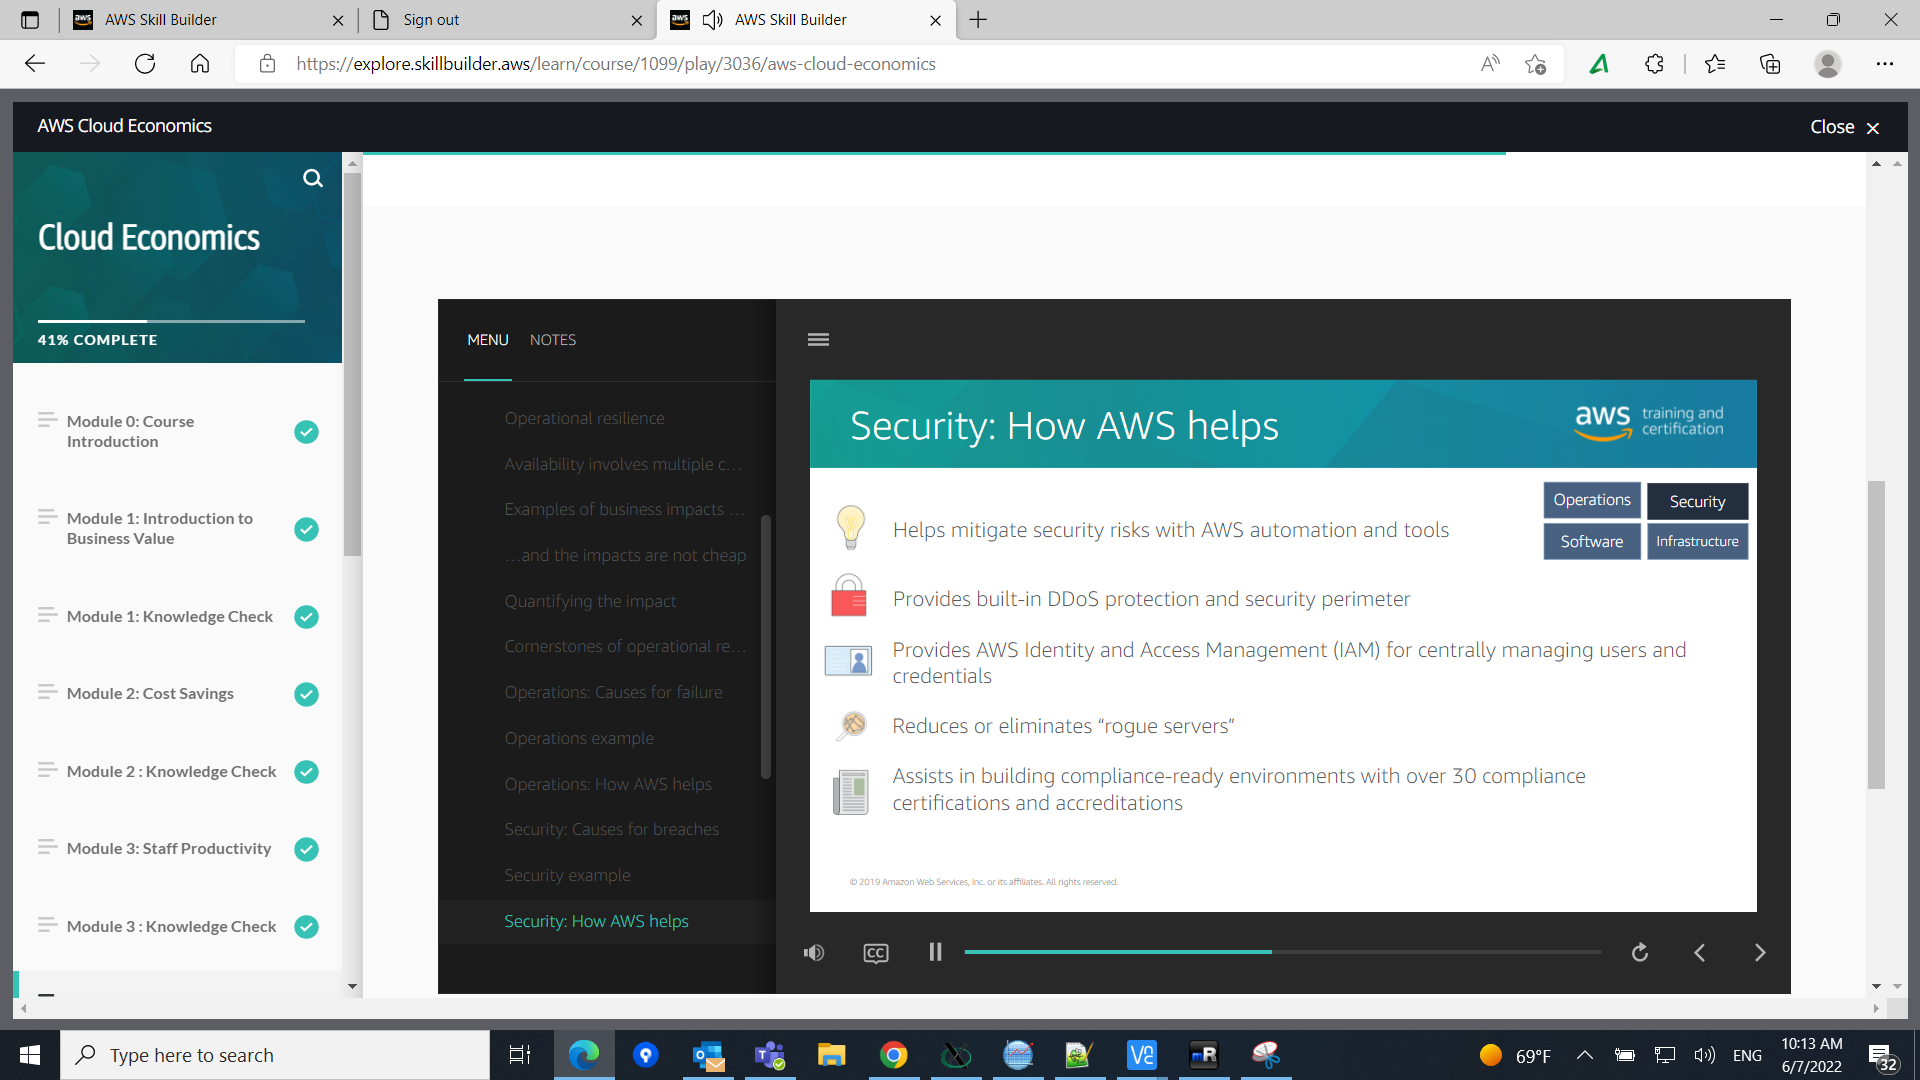 AWS Skill Builder
Sign out
AWS Skill Builder
https://explore.skillbuilder.aws/learn/course/1099/play/3036/aws-cloud-economics
AWS Cloud Economics
Close
Cloud Economics
41% COMPLETE
Module 0: Course
Introduction
Module 1: Introduction to
Business Value
Module 1: Knowledge Check
Module 2: Cost Savings
Module 2 : Knowledge Check
Module 3: Staff Productivity
Module 3 : Knowledge Check
MENU NOTES
Operational resilience
Availability involves multiple c...
Examples of business impacts ...
...and the impacts are not cheap
Quantifying the impact
Cornerstones of operational re...
Operations: Causes for failure
Operations example
Operations: How AWS helps
Security: Causes for breaches
Security example
Security: How AWS helps
Security: How AWS helps
aws training and
certification
Operations Security
Software Infrastructure
Helps mitigate security risks with AWS automation and tools
Provides built-in DDoS protection and security perimeter
Provides AWS Identity and Access Management (IAM) for centrally managing users and
credentials
Reduces or eliminates “rogue servers”
Assists in building compliance-ready environments with over 30 compliance
certifications and accreditations
© 2019 Amazon Web Services, Inc. or its affiliates. All rights reserved.
CC
Type here to search
69°F
ENG
10:13 AM
6/7/2022
32